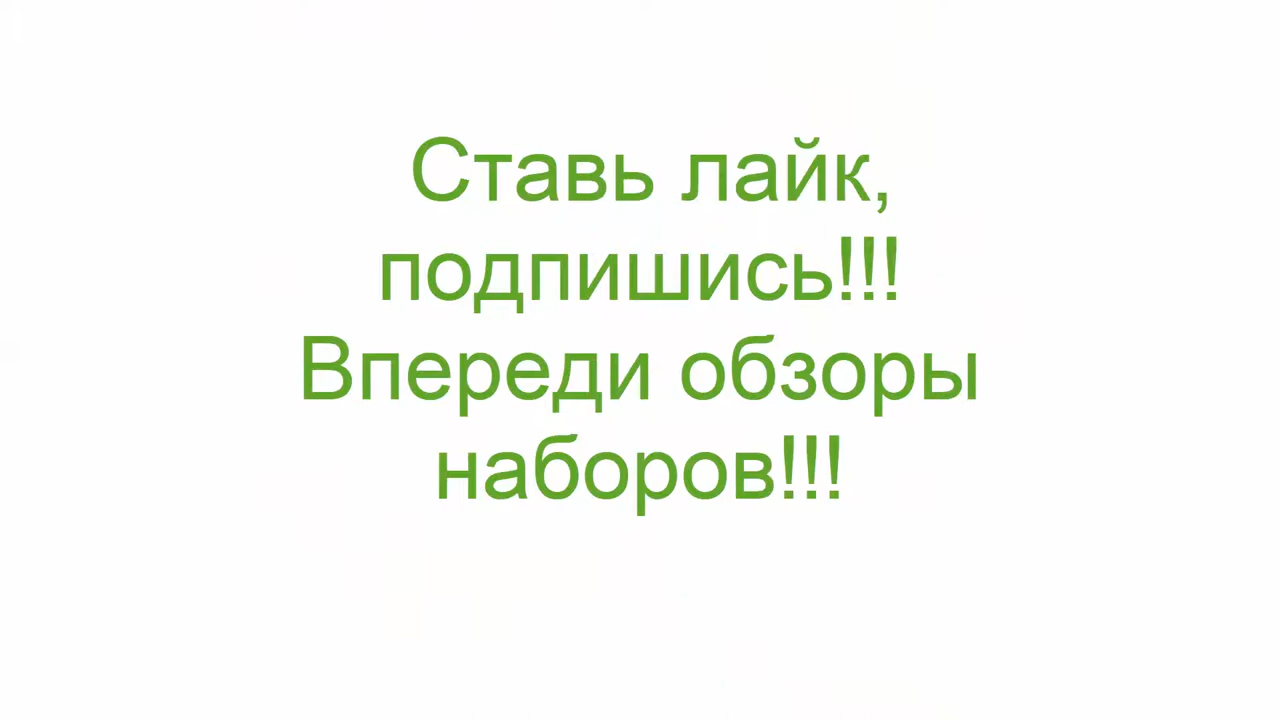 Ставь лайк,
подпишись!!!
Впереди обзоры
наборов!!!